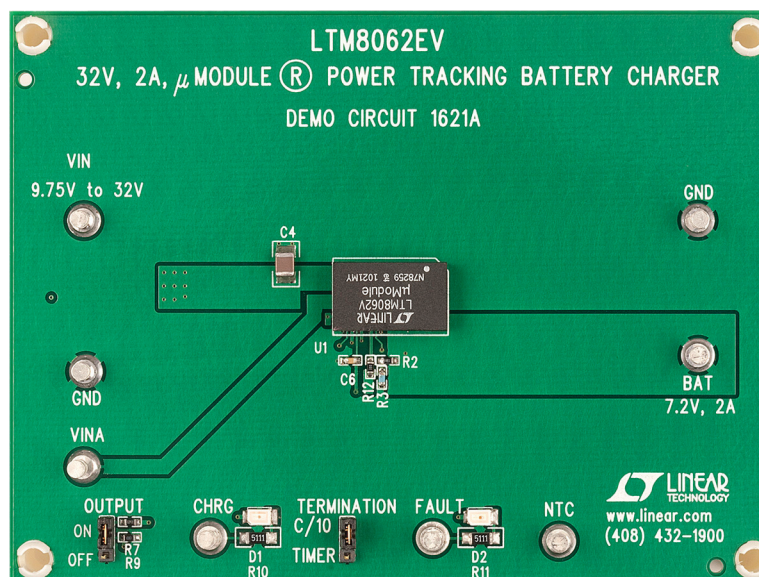 LTM8062EV
32V, 2A, μMODULE Ⓡ POWER TRACKING BATTERY CHARGER
DEMO CIRCUIT 1621A
VIN
9.75V to 32V
GND
C4
N78259 1021MY
μModule
LTM8062V
LINEAR
U1
C6
R12
R3
R2
GND
BAT
7.2V, 2A
VINA
LINEAR
TECHNOLOGY
www.linear.com
(408) 432-1900
OUTPUT
ON
OFF
R7
R9
CHRG
5111
D1
R10
TERMINATION
C/10
TIMER
FAULT
5111
D2
R11
NTC